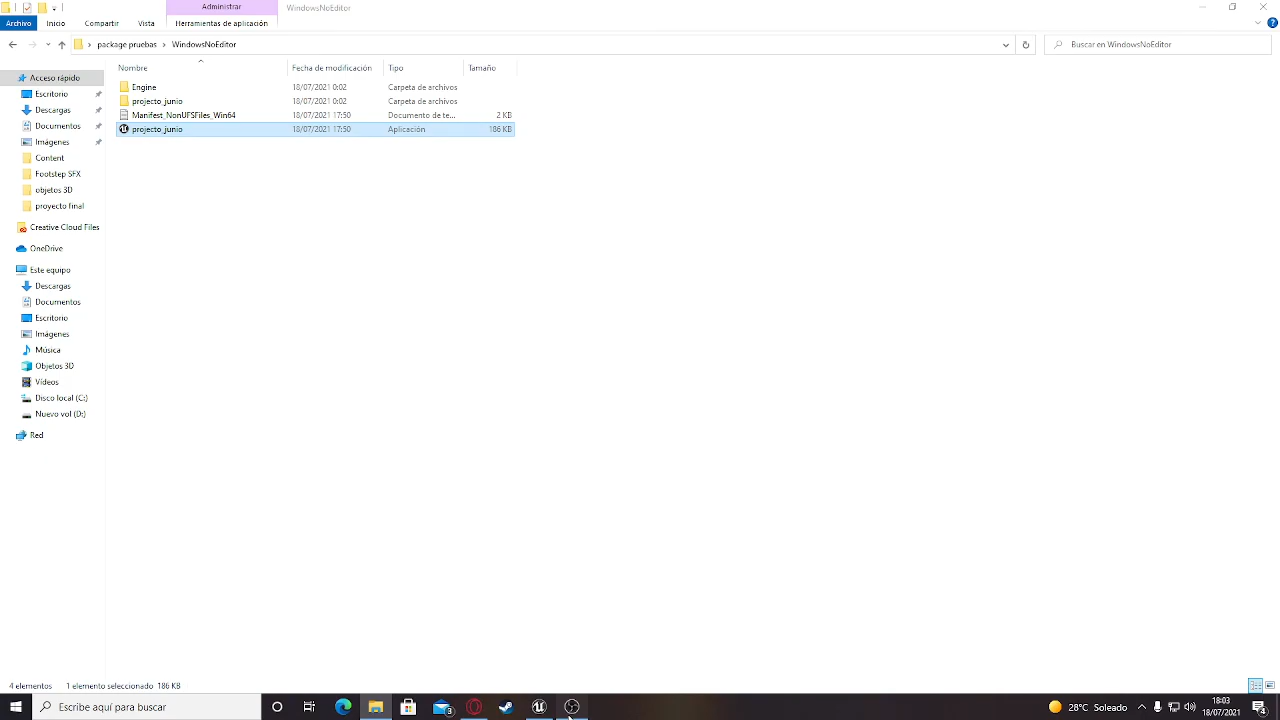 Administrar
WindowsNoEditor
Archivo
Inicio
Compartir
Vista
Herramientas de aplicación
package pruebas
WindowsNoEditor
Buscar en WindowsNoEditor
Nombre
Fecha de modificación
Tipo
Tamaño
Engine
18/07/2021 0:02
Carpeta de archivos
projecto_junio
18/07/2021 0:02
Carpeta de archivos
Manifest_NonUFSFiles_Win64
18/07/2021 17:50
Documento de te...
2 KB
projecto_junio
18/07/2021 17:50
Aplicación
186 KB
Acceso rápido
Escritorio
Descargas
Documentos
Imágenes
Content
Footstep SFX
objetos 3D
proyecto final
Creative Cloud Files
OneDrive
Este equipo
Descargas
Documentos
Escritorio
Imágenes
Música
Objetos 3D
Vídeos
Disco local (C:)
Nuevo vol (D:)
Red
4 elementos
1 elemento seleccionado 186 KB
Escribe aquí para buscar
3
28°C Soleado
18:03
18/07/2021